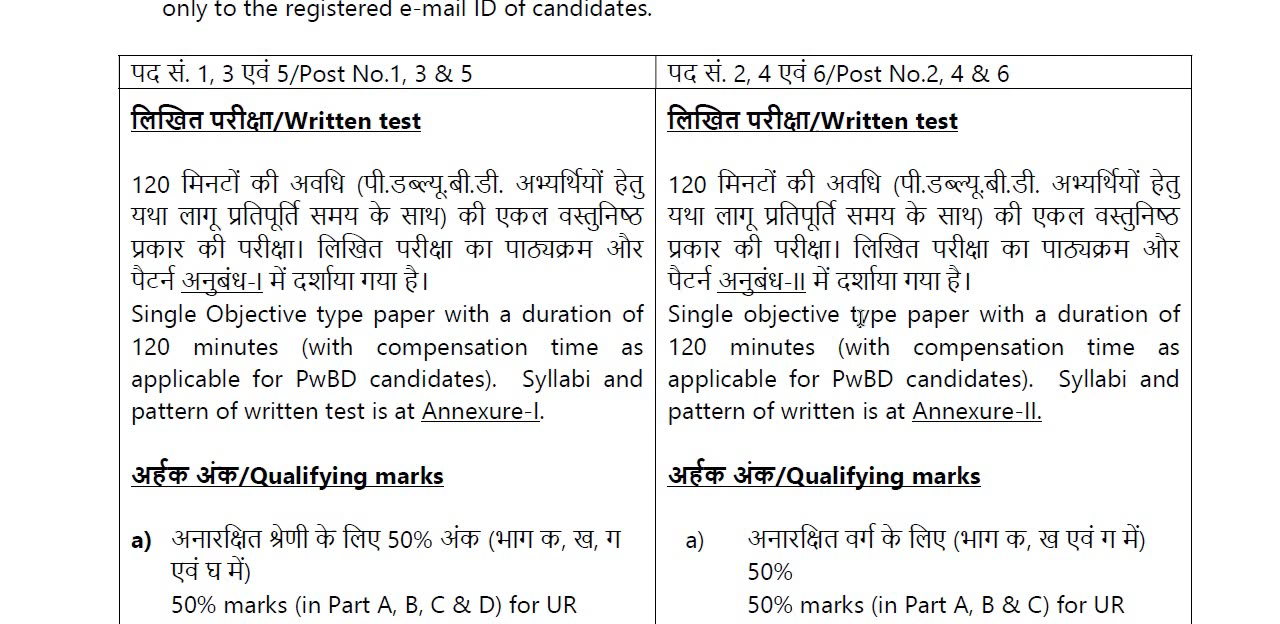 only to the registered e-mail ID of candidates.
पद सं. 1, 3 एवं 5/Post No.1, 3 & 5
लिखित परीक्षा/Written test
120 मिनटों की अवधि (पी.डब्ल्यू.बी.डी. अभ्यर्थियों हेतु
यथा लागू प्रतिपूर्ति समय के साथ) की एकल वस्तुनिष्ठ
प्रकार की परीक्षा। लिखित परीक्षा का पाठ्यक्रम और
पैटर्न अनुबंध-I में दर्शाया गया है।
Single Objective type paper with a duration of
120 minutes (with compensation time as
applicable for PwBD candidates). Syllabi and
pattern of written test is at Annexure-I.
अर्हक अंक/Qualifying marks
a) अनारक्षित श्रेणी के लिए 50% अंक (भाग क, ख, ग
एवं घ में)
50% marks (in Part A, B, C & D) for UR
पद सं. 2, 4 एवं 6/Post No.2, 4 & 6
लिखित परीक्षा/Written test
120 मिनटों की अवधि (पी.डब्ल्यू.बी.डी. अभ्यर्थियों हेतु
यथा लागू प्रतिपूर्ति समय के साथ) की एकल वस्तुनिष्ठ
प्रकार की परीक्षा। लिखित परीक्षा का पाठ्यक्रम और
पैटर्न अनुबंध-II में दर्शाया गया है।
Single objective type paper with a duration of
120 minutes (with compensation time as
applicable for PwBD candidates). Syllabi and
pattern of written is at Annexure-II.
अर्हक अंक/Qualifying marks
a) अनारक्षित वर्ग के लिए (भाग क, ख एवं ग में)
50%
50% marks (in Part A, B & C) for UR